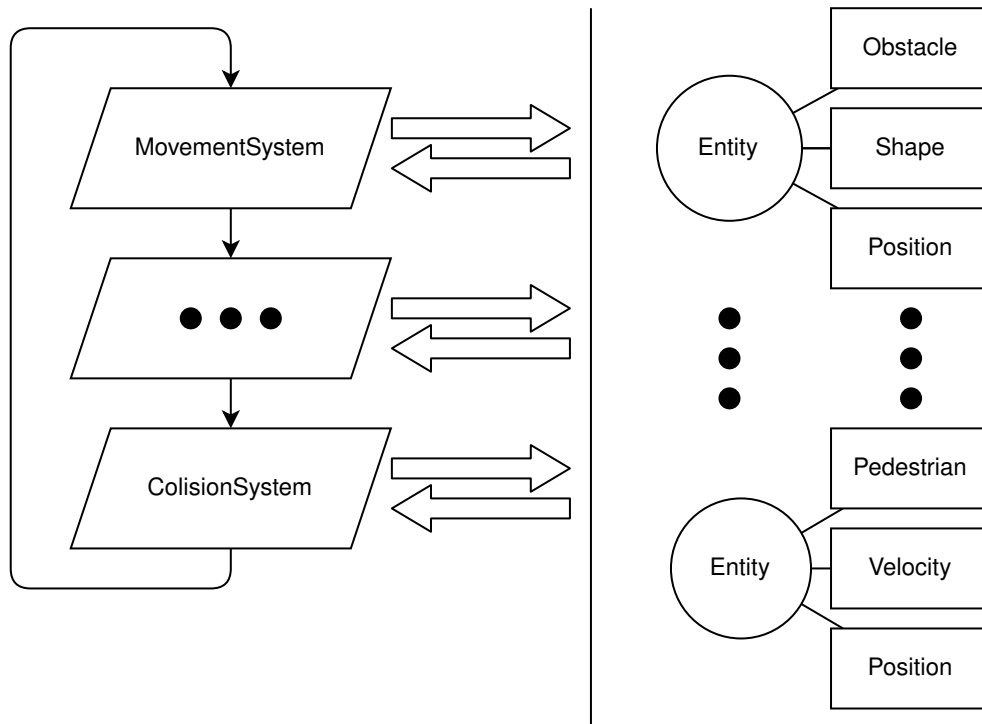 MovementSystem
ColisionSystem
Entity
Obstacle
Shape
Position
Entity
Pedestrian
Velocity
Position